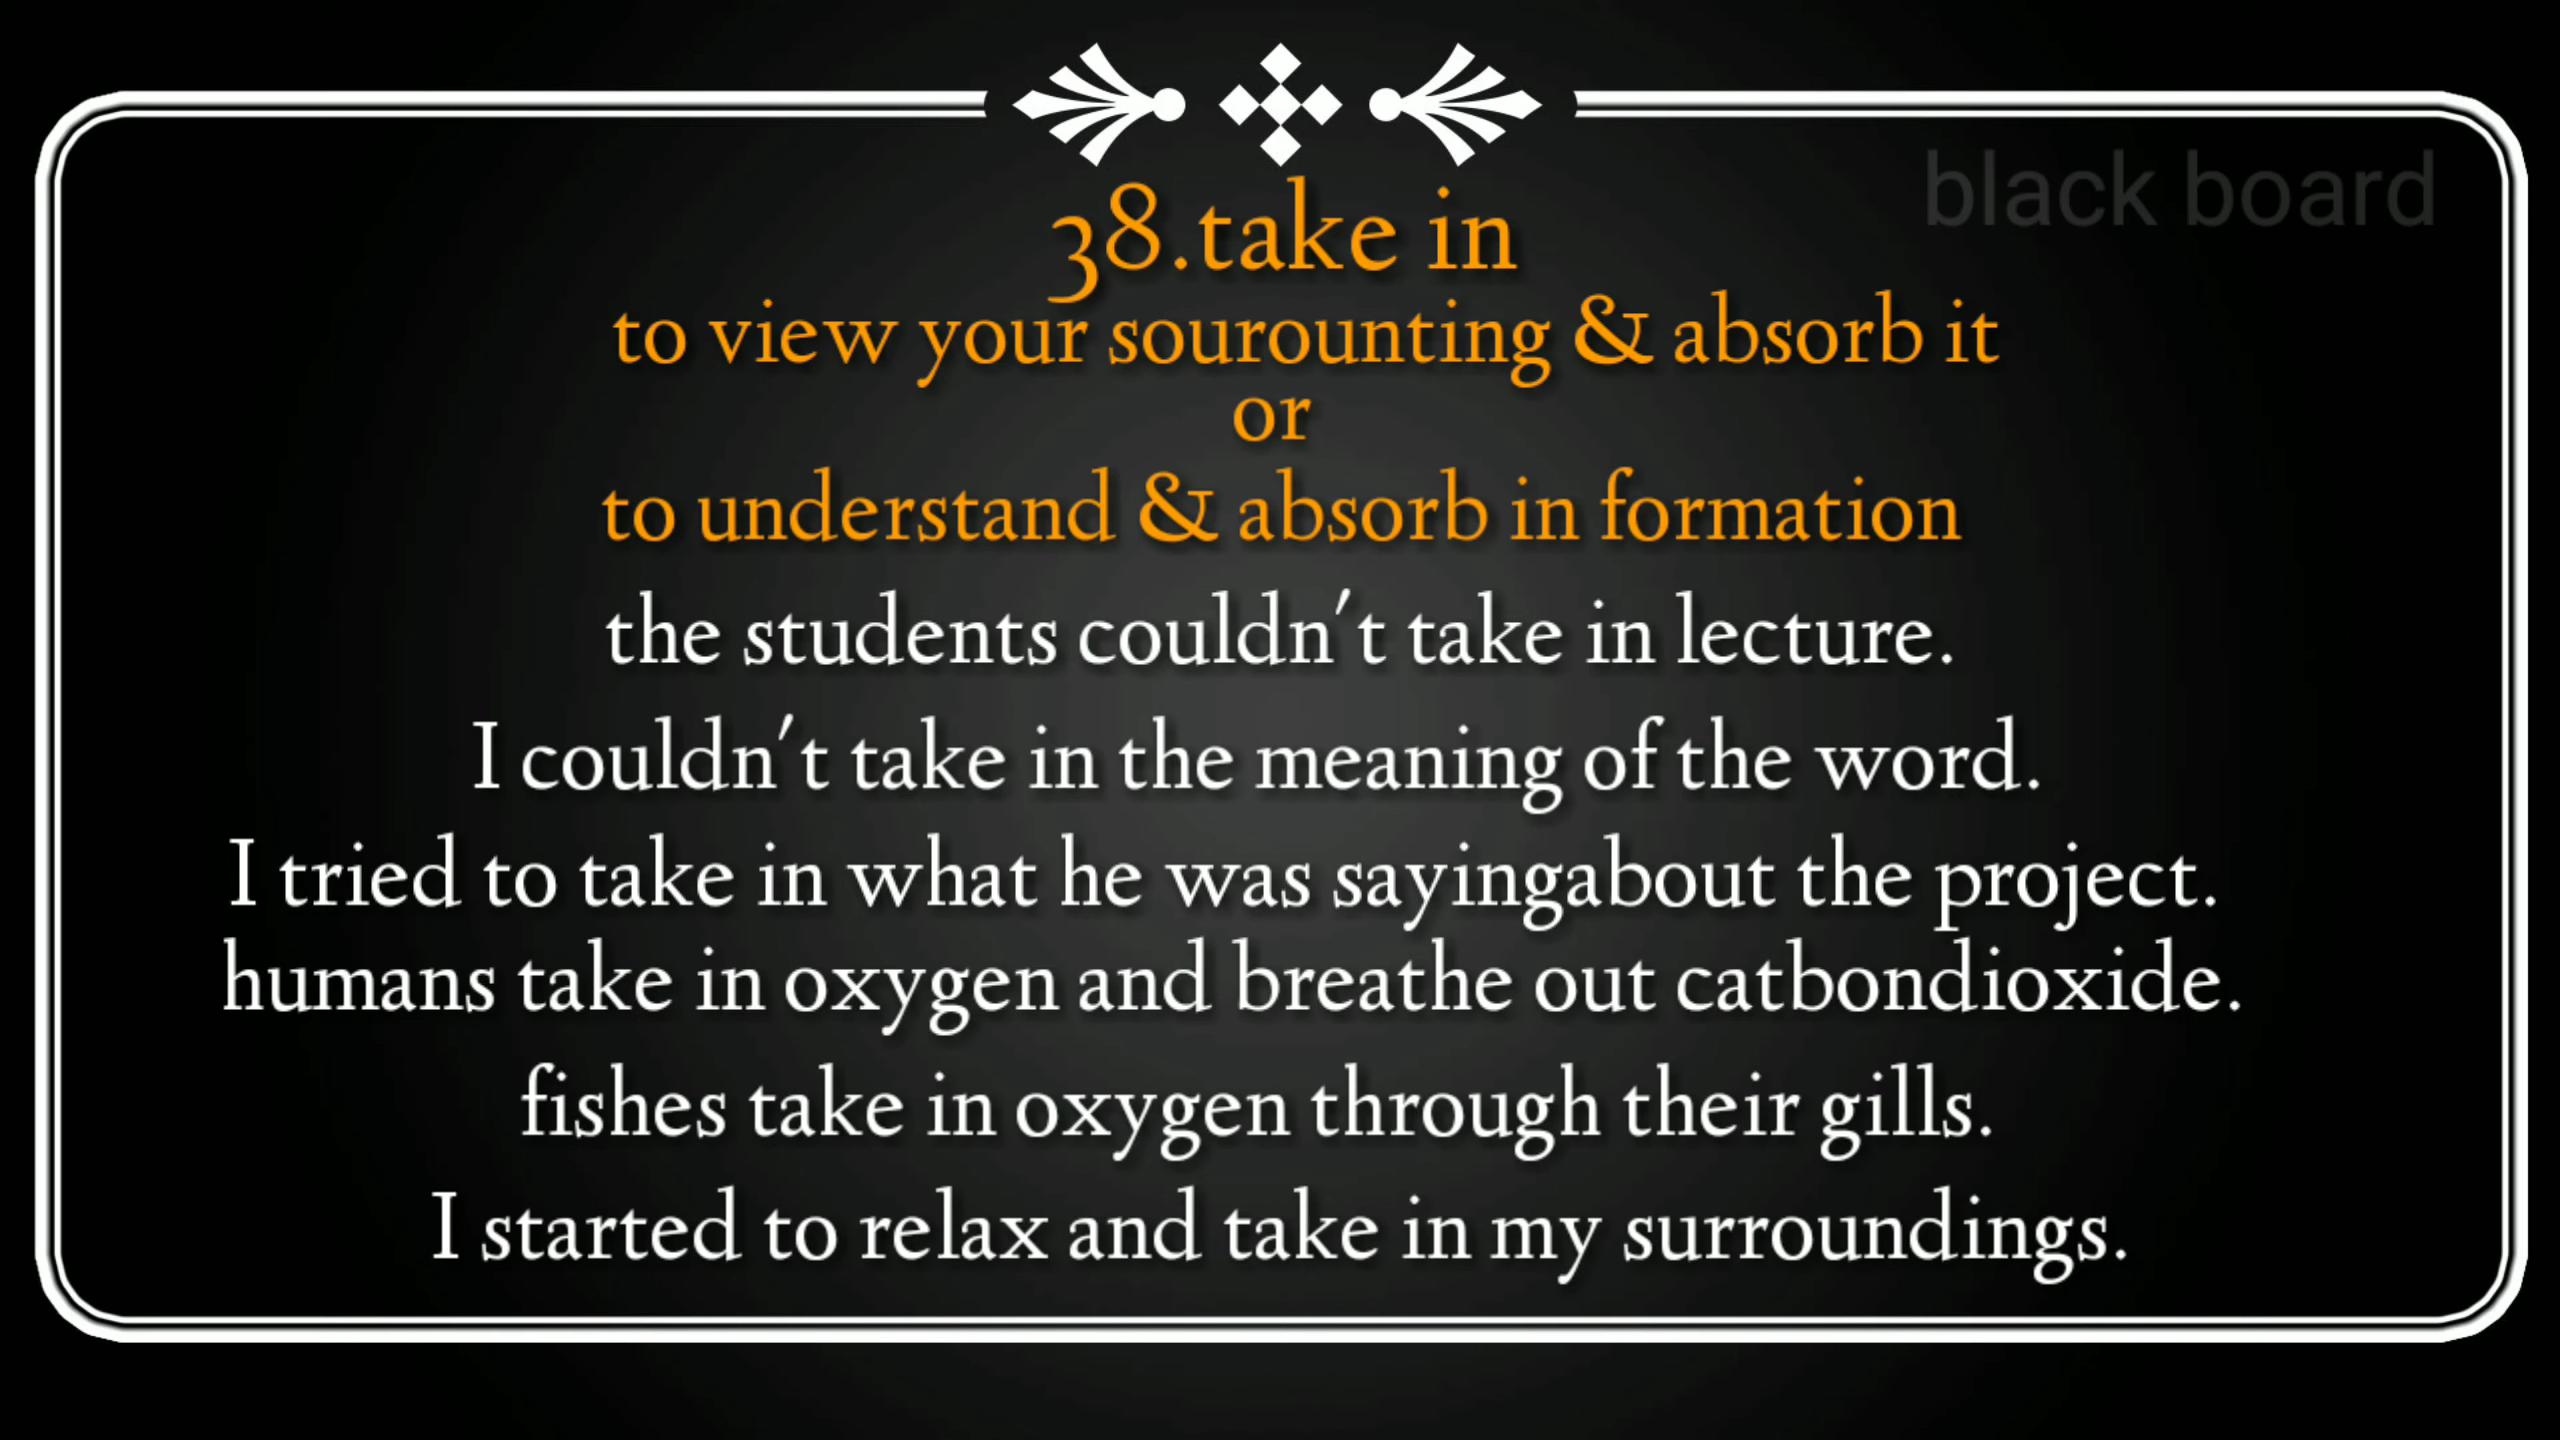 black board
38.take in
to view your sourounting & absorb it
or
to understand & absorb in formation
the students couldn't take in lecture.
I couldn't take in the meaning of the word.
I tried to take in what he was sayingabout the project.
humans take in oxygen and breathe out catbondioxide.
fishes take in oxygen through their gills.
I started to relax and take in my surroundings.